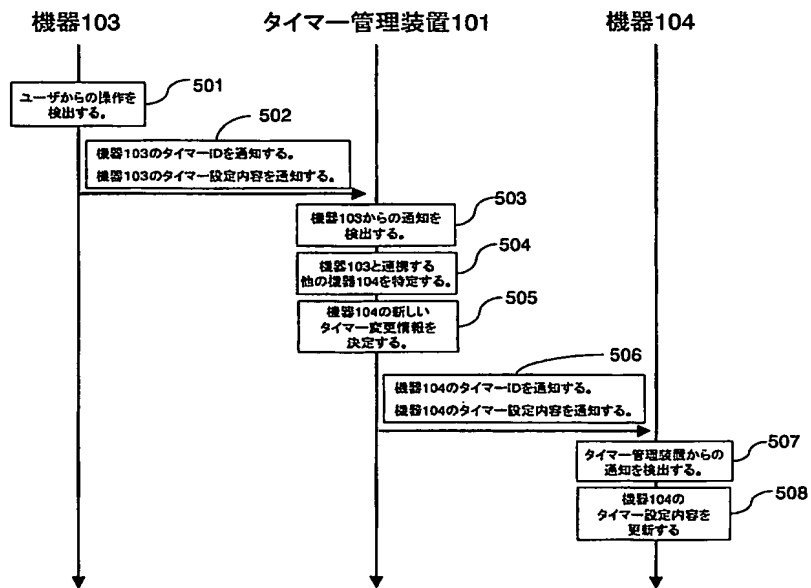 機器103
タイマー管理装置101
機器104
ユーザからの操作を
検出する。
501
502
機器103のタイマーIDを通知する。
機器103のタイマー設定内容を通知する。
機器103からの通知を
検出する。
503
機器103と連携する
他の機器104を特定する。
504
機器104の新しい
タイマー変更情報を
決定する。
505
506
機器104のタイマーIDを通知する。
機器104のタイマー設定内容を通知する。
タイマー管理装置からの
通知を検出する。
507
機器104の
タイマー設定内容を
更新する
508